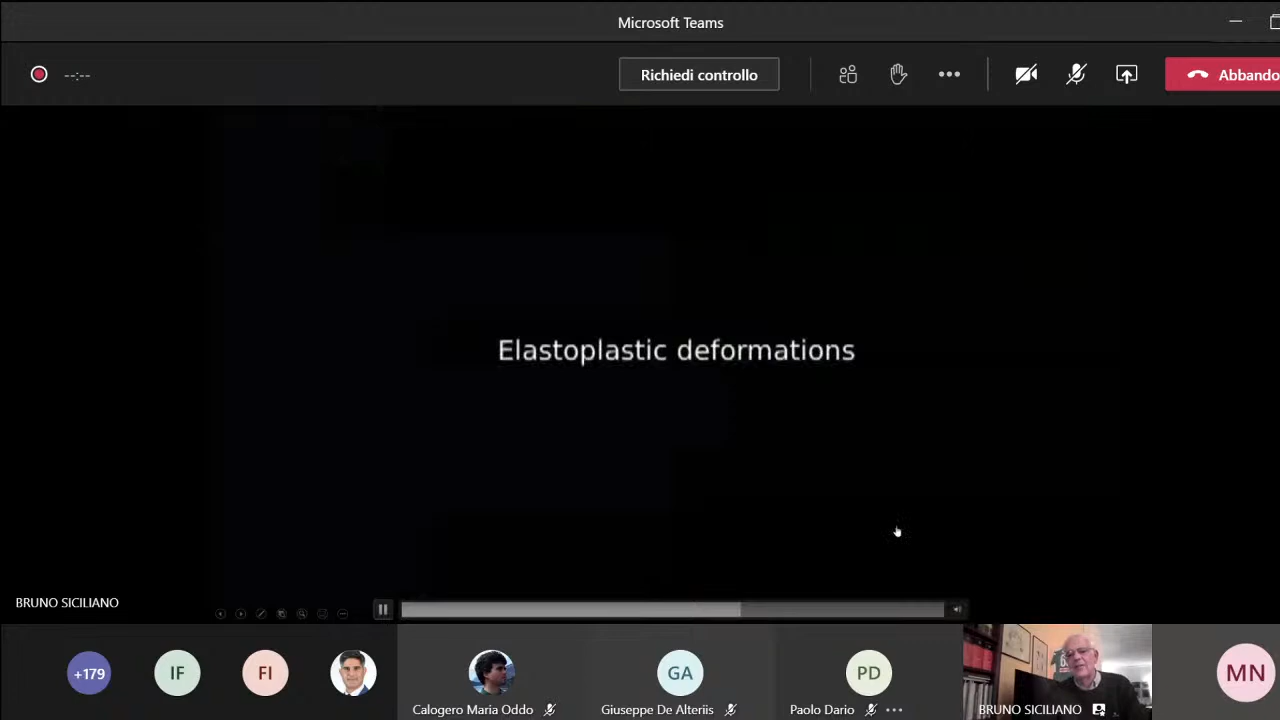 Microsoft Teams
--:--
Richiedi controllo
Abbando
Elastoplastic deformations
BRUNO SICILIANO
+179
IF
FI
Calogero Maria Oddo
GA
Giuseppe De Alteriis
PD
Paolo Dario
BRUNO SICILIANO
MN